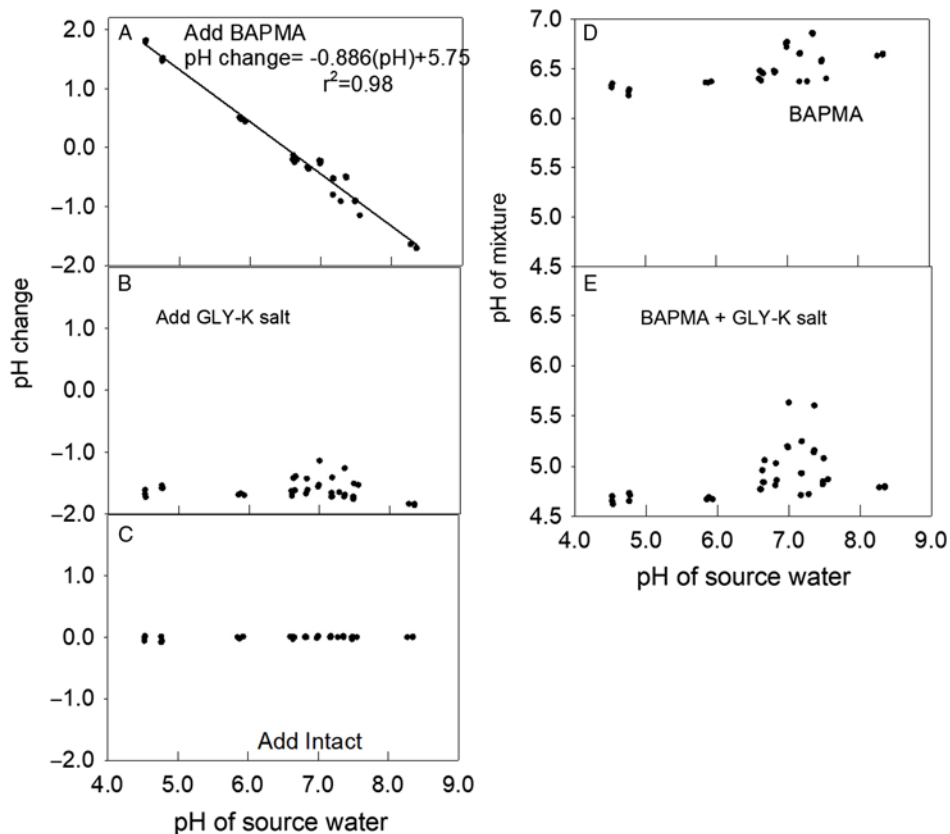 A
Add BAPMA
pH change= -0.886(pH)+5.75
r²=0.98
2.0
1.0
0.0
−1.0
−2.0
B
Add GLY-K salt
1.0
0.0
−1.0
−2.0
C
Add Intact
1.0
0.0
−1.0
−2.0
4.0 5.0 6.0 7.0 8.0 9.0
pH of source water
pH change
D
BAPMA
7.0
6.5
6.0
5.5
5.0
4.5
E
BAPMA + GLY-K salt
6.5
6.0
5.5
5.0
4.5
4.0 5.0 6.0 7.0 8.0 9.0
pH of source water
pH of mixture